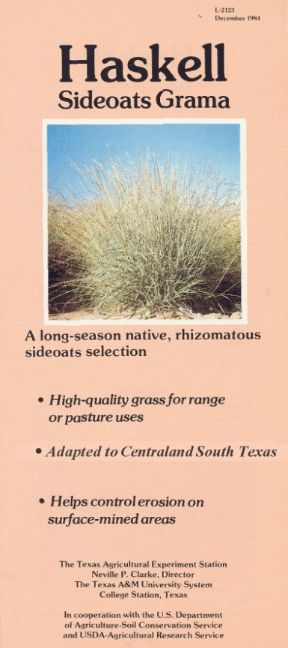 L-2123
December 1984
Haskell
Sideoats Grama
A long-season native, rhizomatous
sideoats selection
• High-quality grass for range
or pasture uses
• Adapted to Centraland South Texas
• Helps control erosion on
surface-mined areas
The Texas Agricultural Experiment Station
Neville P. Clarke, Director
The Texas A&M University System
College Station, Texas
In cooperation with the U.S. Department
of Agriculture-Soil Conservation Service
and USDA-Agricultural Research Service